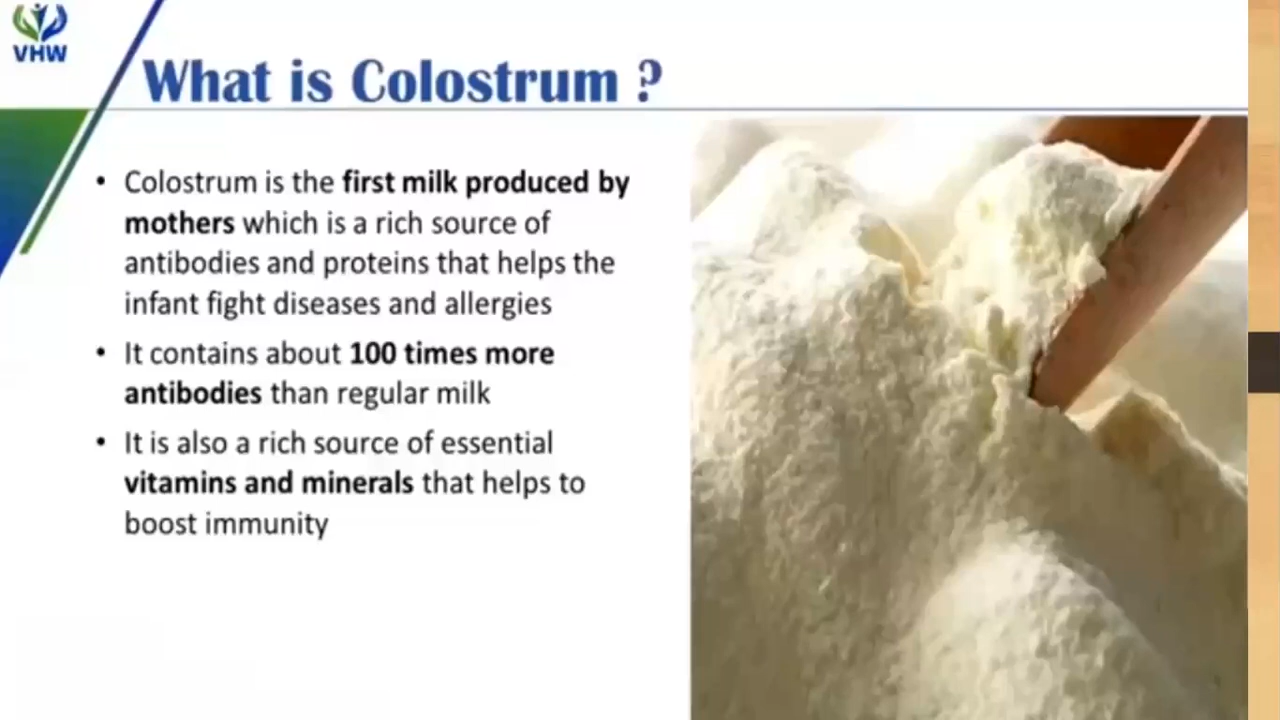 VHW
What is Colostrum ?
• Colostrum is the first milk produced by
mothers which is a rich source of
antibodies and proteins that helps the
infant fight diseases and allergies
• It contains about 100 times more
antibodies than regular milk
• It is also a rich source of essential
vitamins and minerals that helps to
boost immunity